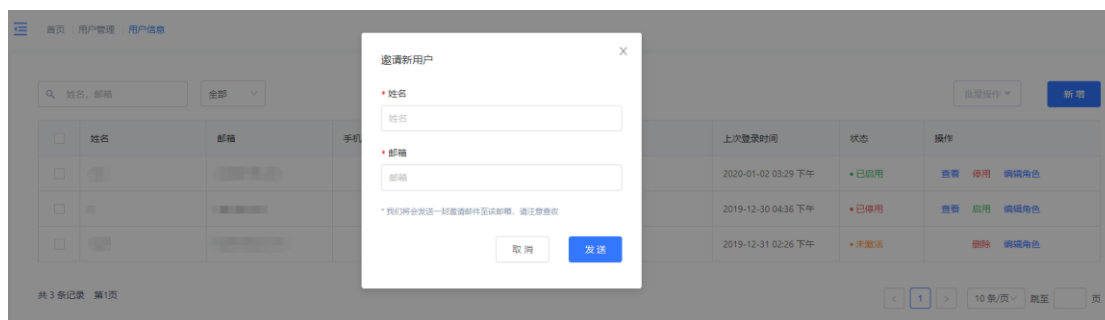 首页 用户管理 用户信息
邀请新用户
姓名、邮箱 全部 批量操作 新 增
* 姓名
姓名
姓名 邮箱 手机 上次登录时间 状态 操作
* 邮箱
邮箱
2020-01-02 03:29 下午 已启用 查看 停用 编辑角色
* 我们将会发送一封邀请邮件至该邮箱，请注意查收
2019-12-30 04:36 下午 已停用 查看 启用 编辑角色
取 消 发 送
2019-12-31 02:26 下午 未激活 删除 编辑角色
共 3 条记录 第1页 < 1 > 10 条/页 跳至 页